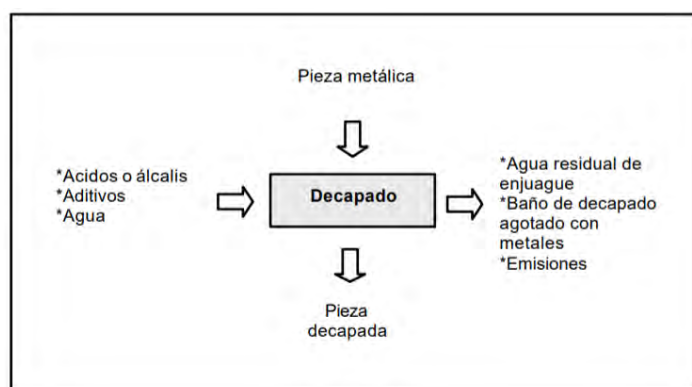 Pieza metálica
*Acidos o álcalis
*Aditivos
*Agua
Decapado
*Agua residual de
enjuague
*Baño de decapado
agotado con
metales
*Emisiones
Pieza
decapada